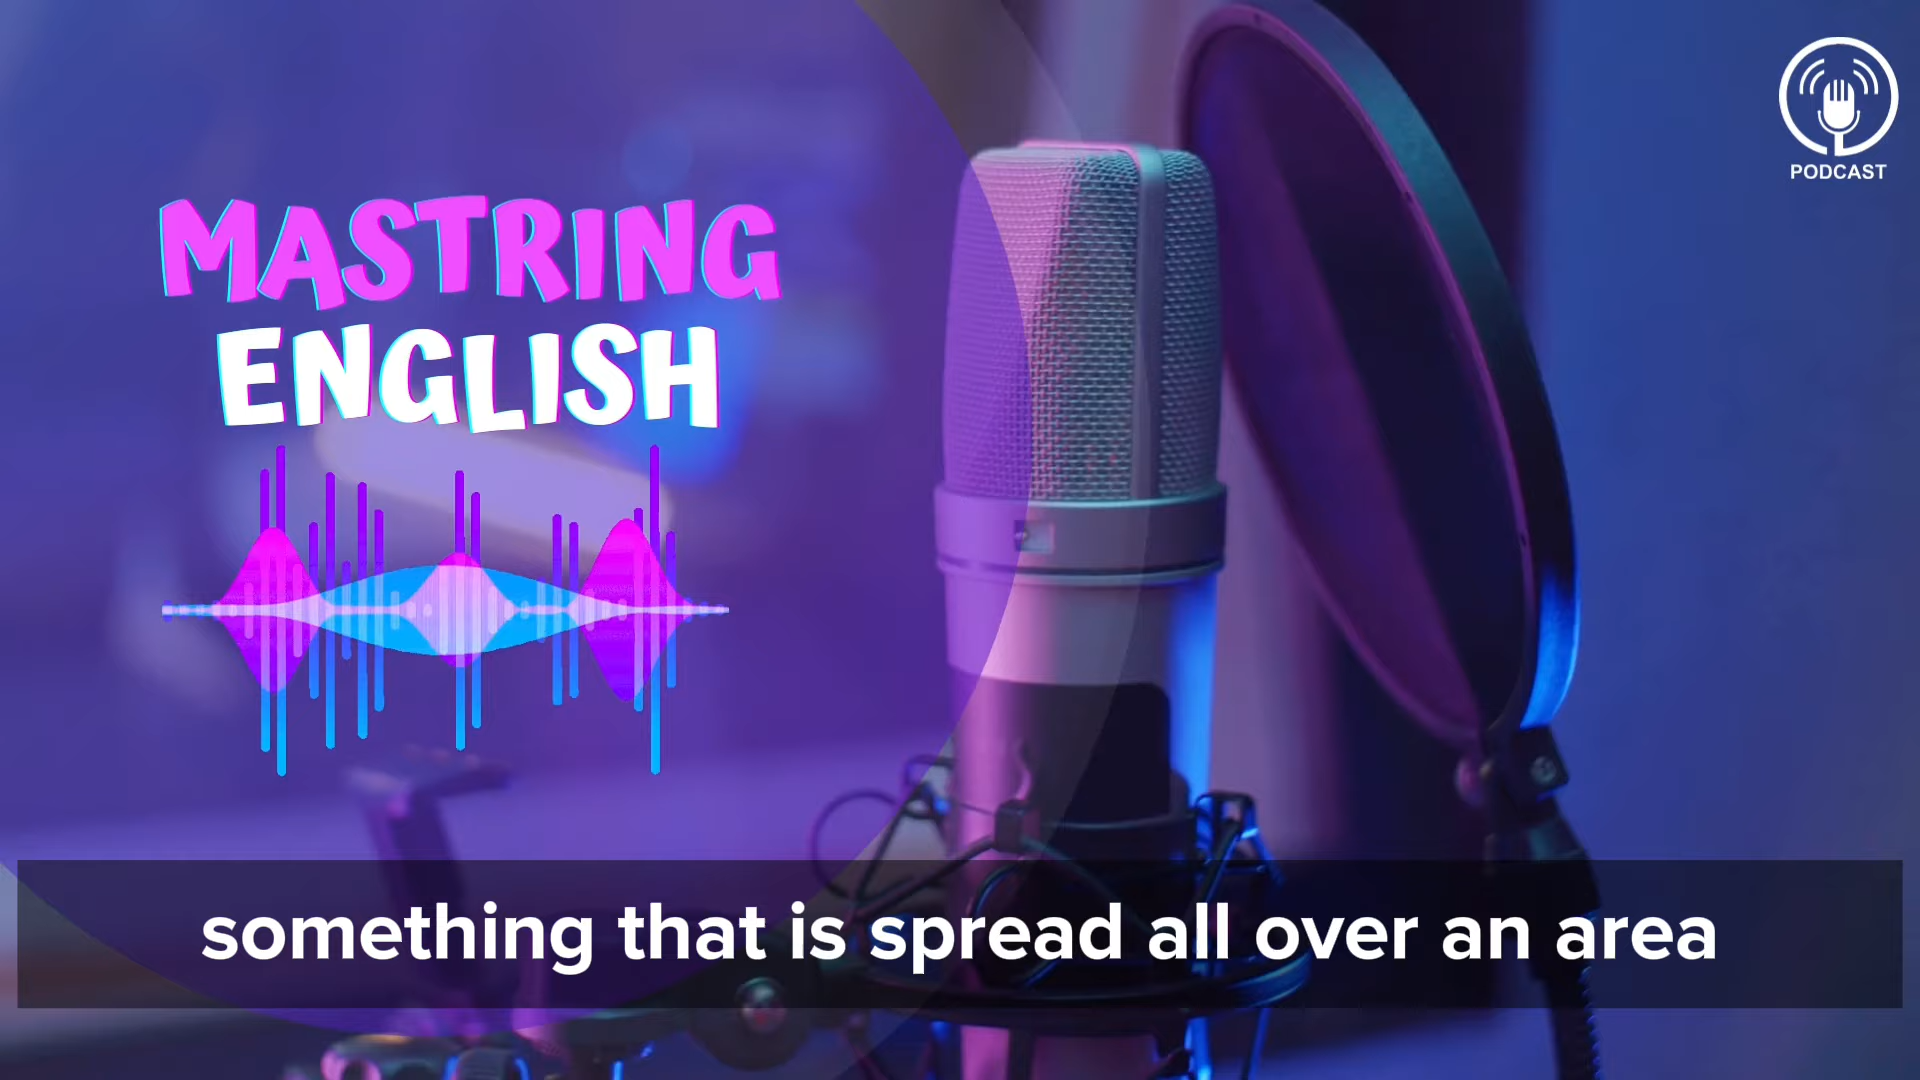 MASTRING
ENGLISH
PODCAST
something that is spread all over an area